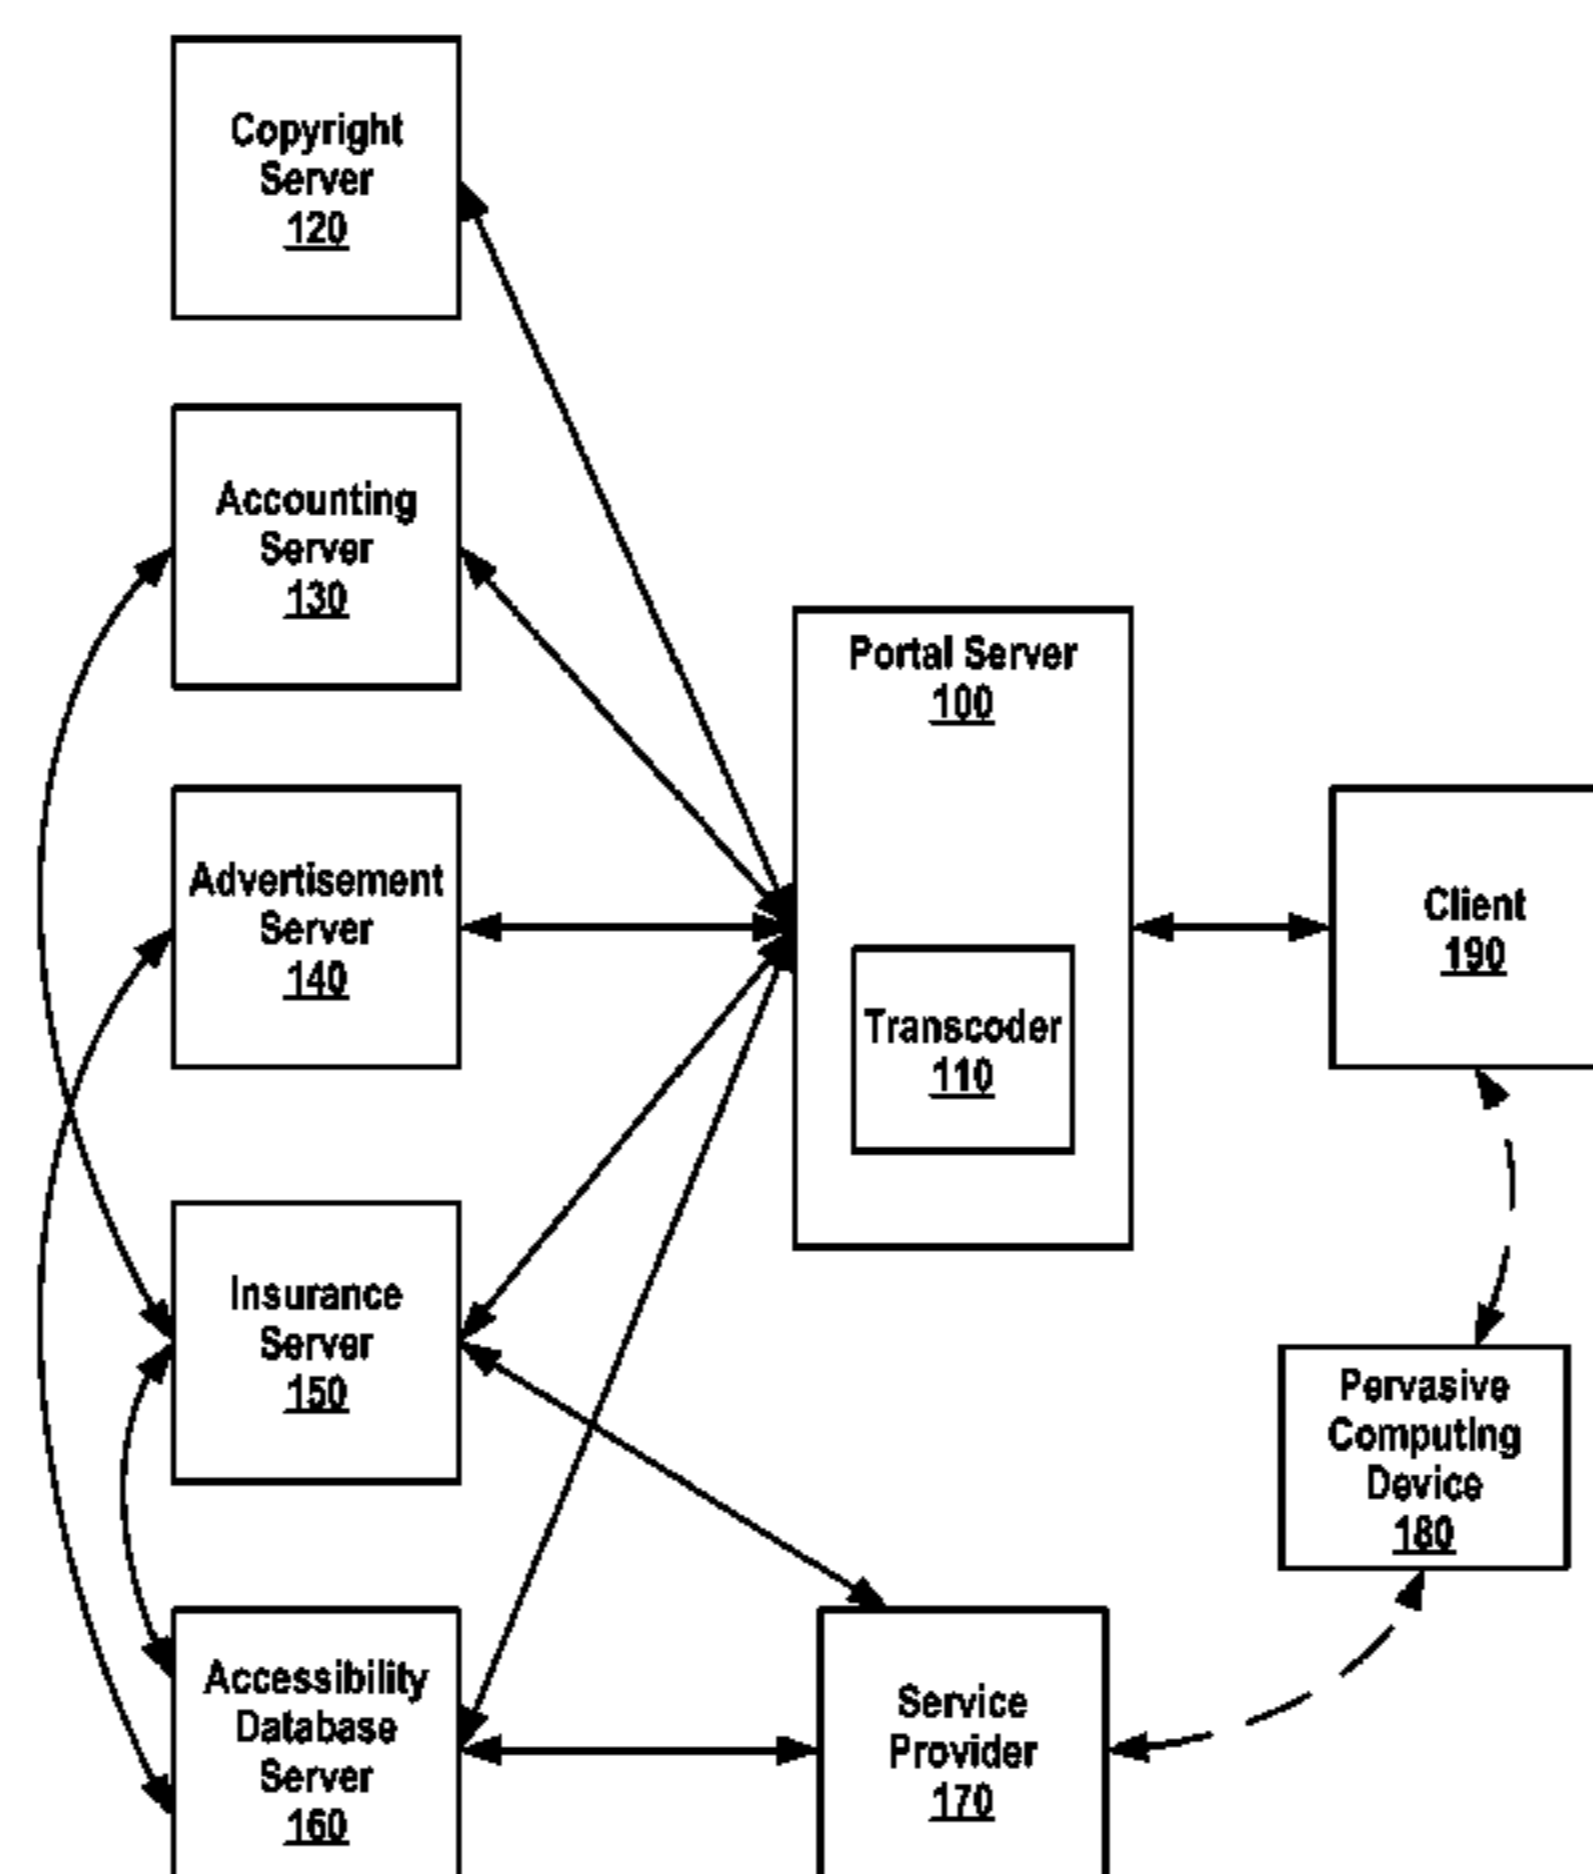 Copyright
Server
120
Accounting
Server
130
Portal Server
100
Advertisement
Server
140
Client
190
Transcoder
110
Insurance
Server
150
Pervasive
Computing
Device
180
Accessibility
Database
Server
160
Service
Provider
170